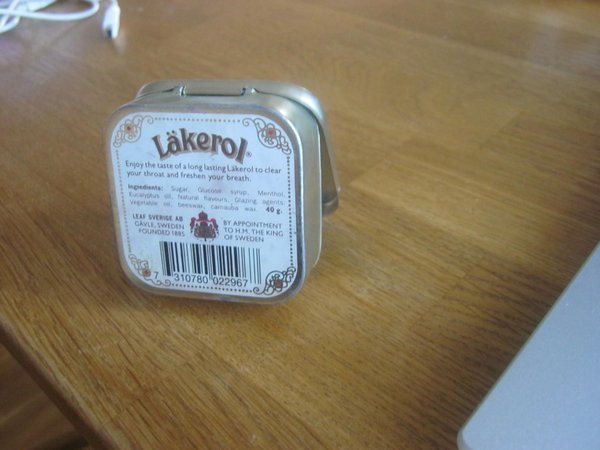 Läkerol®
Enjoy the taste of a long lasting Läkerol to clear
your throat and freshen your breath.
Ingredients: Sugar, Glucose syrup, Menthol,
Eucalyptus oil, Natural flavours, Glazing agents
Vegetable oil, beeswax, carnauba wax. 40 g.
LEAF SVERIGE AB
GÄVLE, SWEDEN
FOUNDED 1885
BY APPOINTMENT
TO H.M. THE KING
OF SWEDEN
7 310780 022967